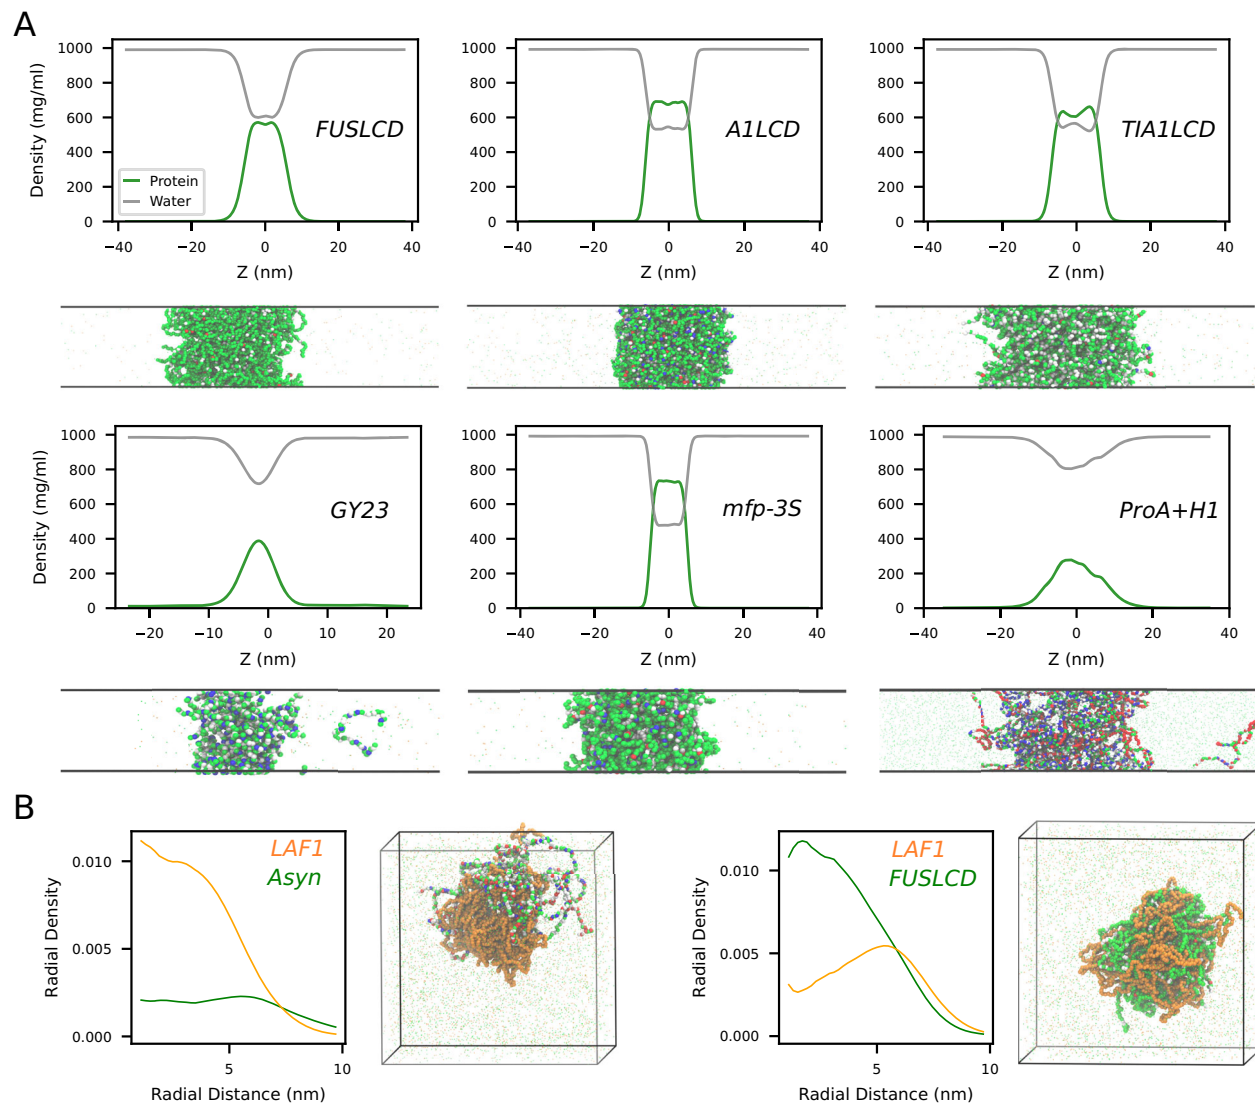 A
Density (mg/ml)
1000
800
600
400
200
0
FUSLCD
Protein
Water
−40 −20 0 20 40
Z (nm)
1000
800
600
400
200
0
A1LCD
−40 −20 0 20 40
Z (nm)
1000
800
600
400
200
0
TIA1LCD
−40 −20 0 20 40
Z (nm)
Density (mg/ml)
1000
800
600
400
200
0
GY23
−20 −10 0 10 20
Z (nm)
1000
800
600
400
200
0
mfp-3S
−40 −20 0 20 40
Z (nm)
1000
800
600
400
200
0
ProA+H1
−40 −20 0 20 40
Z (nm)
B
Radial Density
0.010
0.005
0.000
LAF1
Asyn
5 10
Radial Distance (nm)
Radial Density
0.010
0.005
0.000
LAF1
FUSLCD
5 10
Radial Distance (nm)